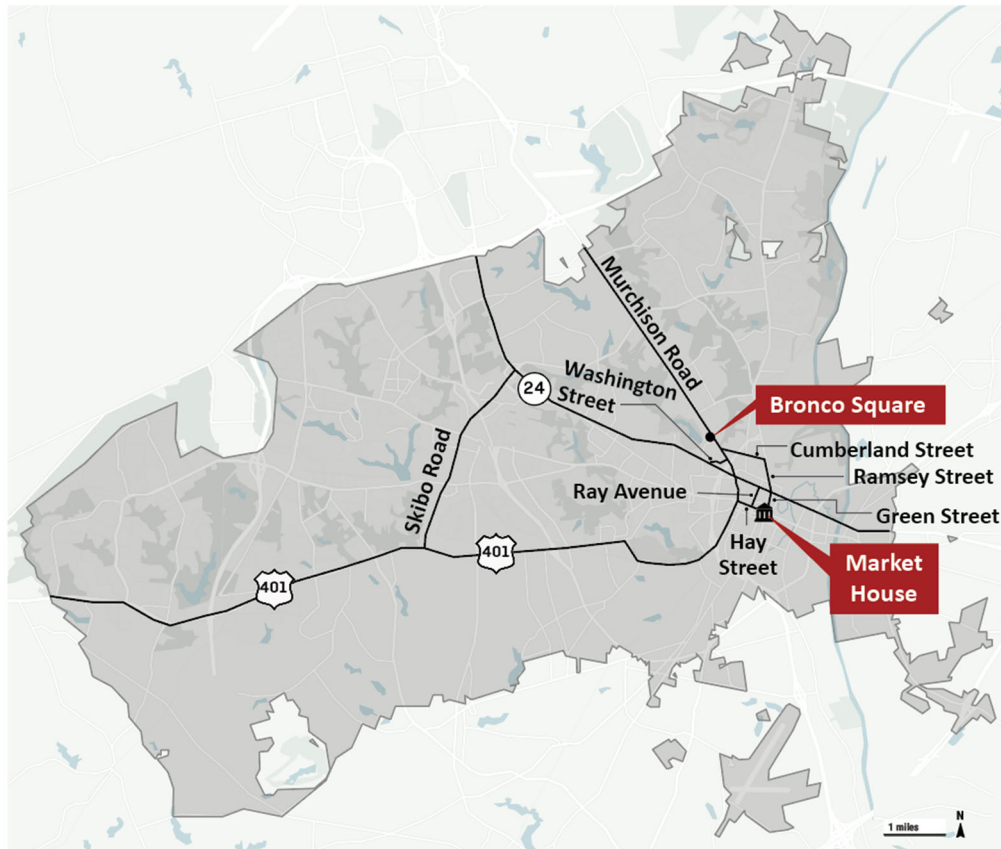 Murchison Road
Washington
Street
24
Bronco Square
Cumberland Street
Ramsey Street
Skibo Road
Ray Avenue
Green Street
Hay
Street
401
401
Market
House
1 miles
N